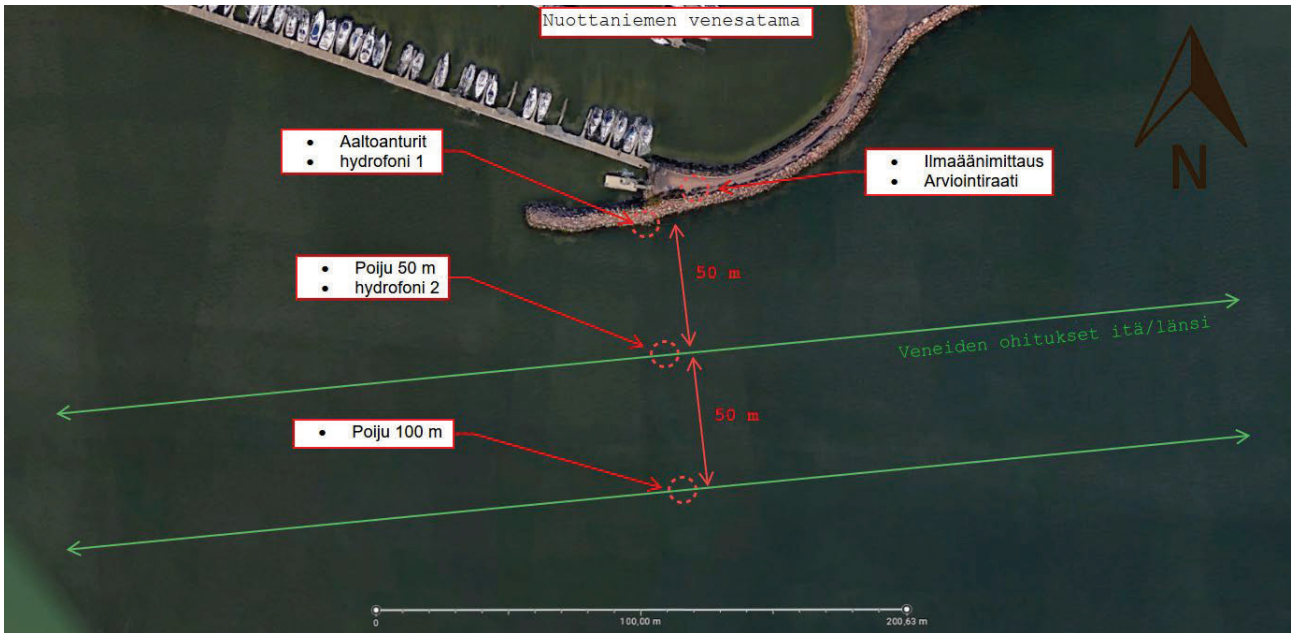 Nuottaniemen venesatama
• Aaltoanturit
• hydrofoni 1
• Ilmaäänimittaus
• Arviointiraati
N
50 m
• Poiju 50 m
• hydrofoni 2
Veneiden ohitukset itä/länsi
50 m
• Poiju 100 m
0
100,00 m
200,63 m